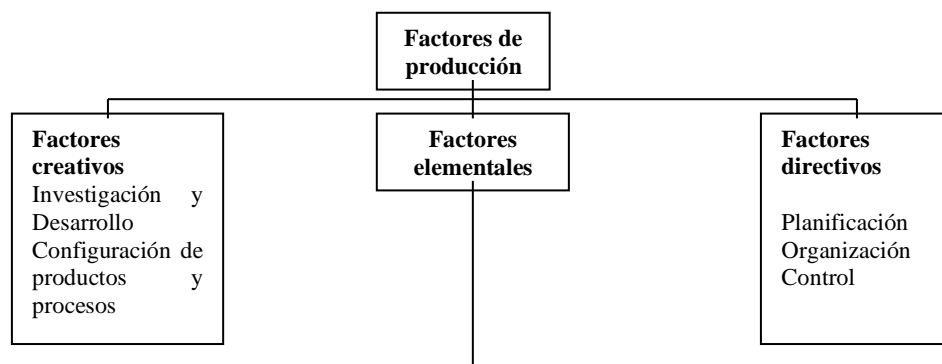 Factores de
producción
Factores
creativos
Investigación y
Desarrollo
Configuración de
productos y
procesos
Factores
elementales
Factores
directivos
Planificación
Organización
Control